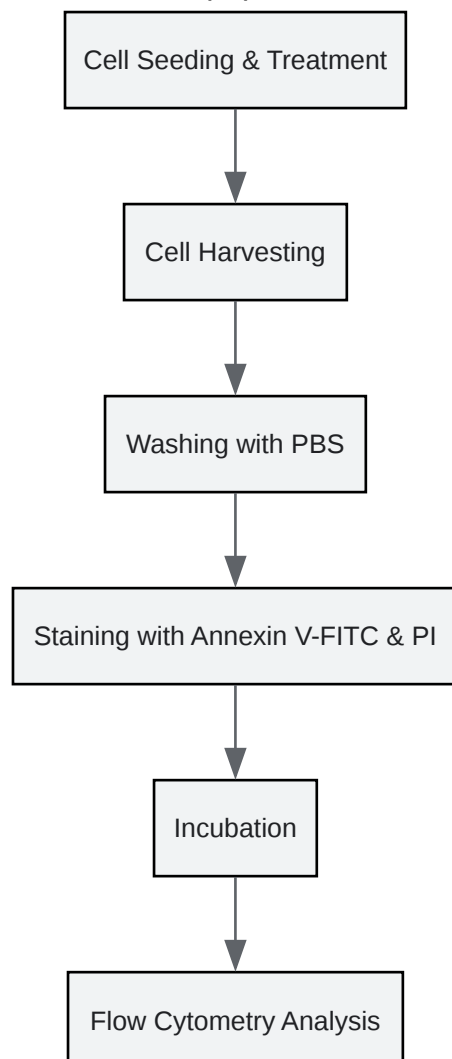 Cell Seeding & Treatment
Cell Harvesting
Washing with PBS
Staining with Annexin V-FITC & PI
Incubation
Flow Cytometry Analysis